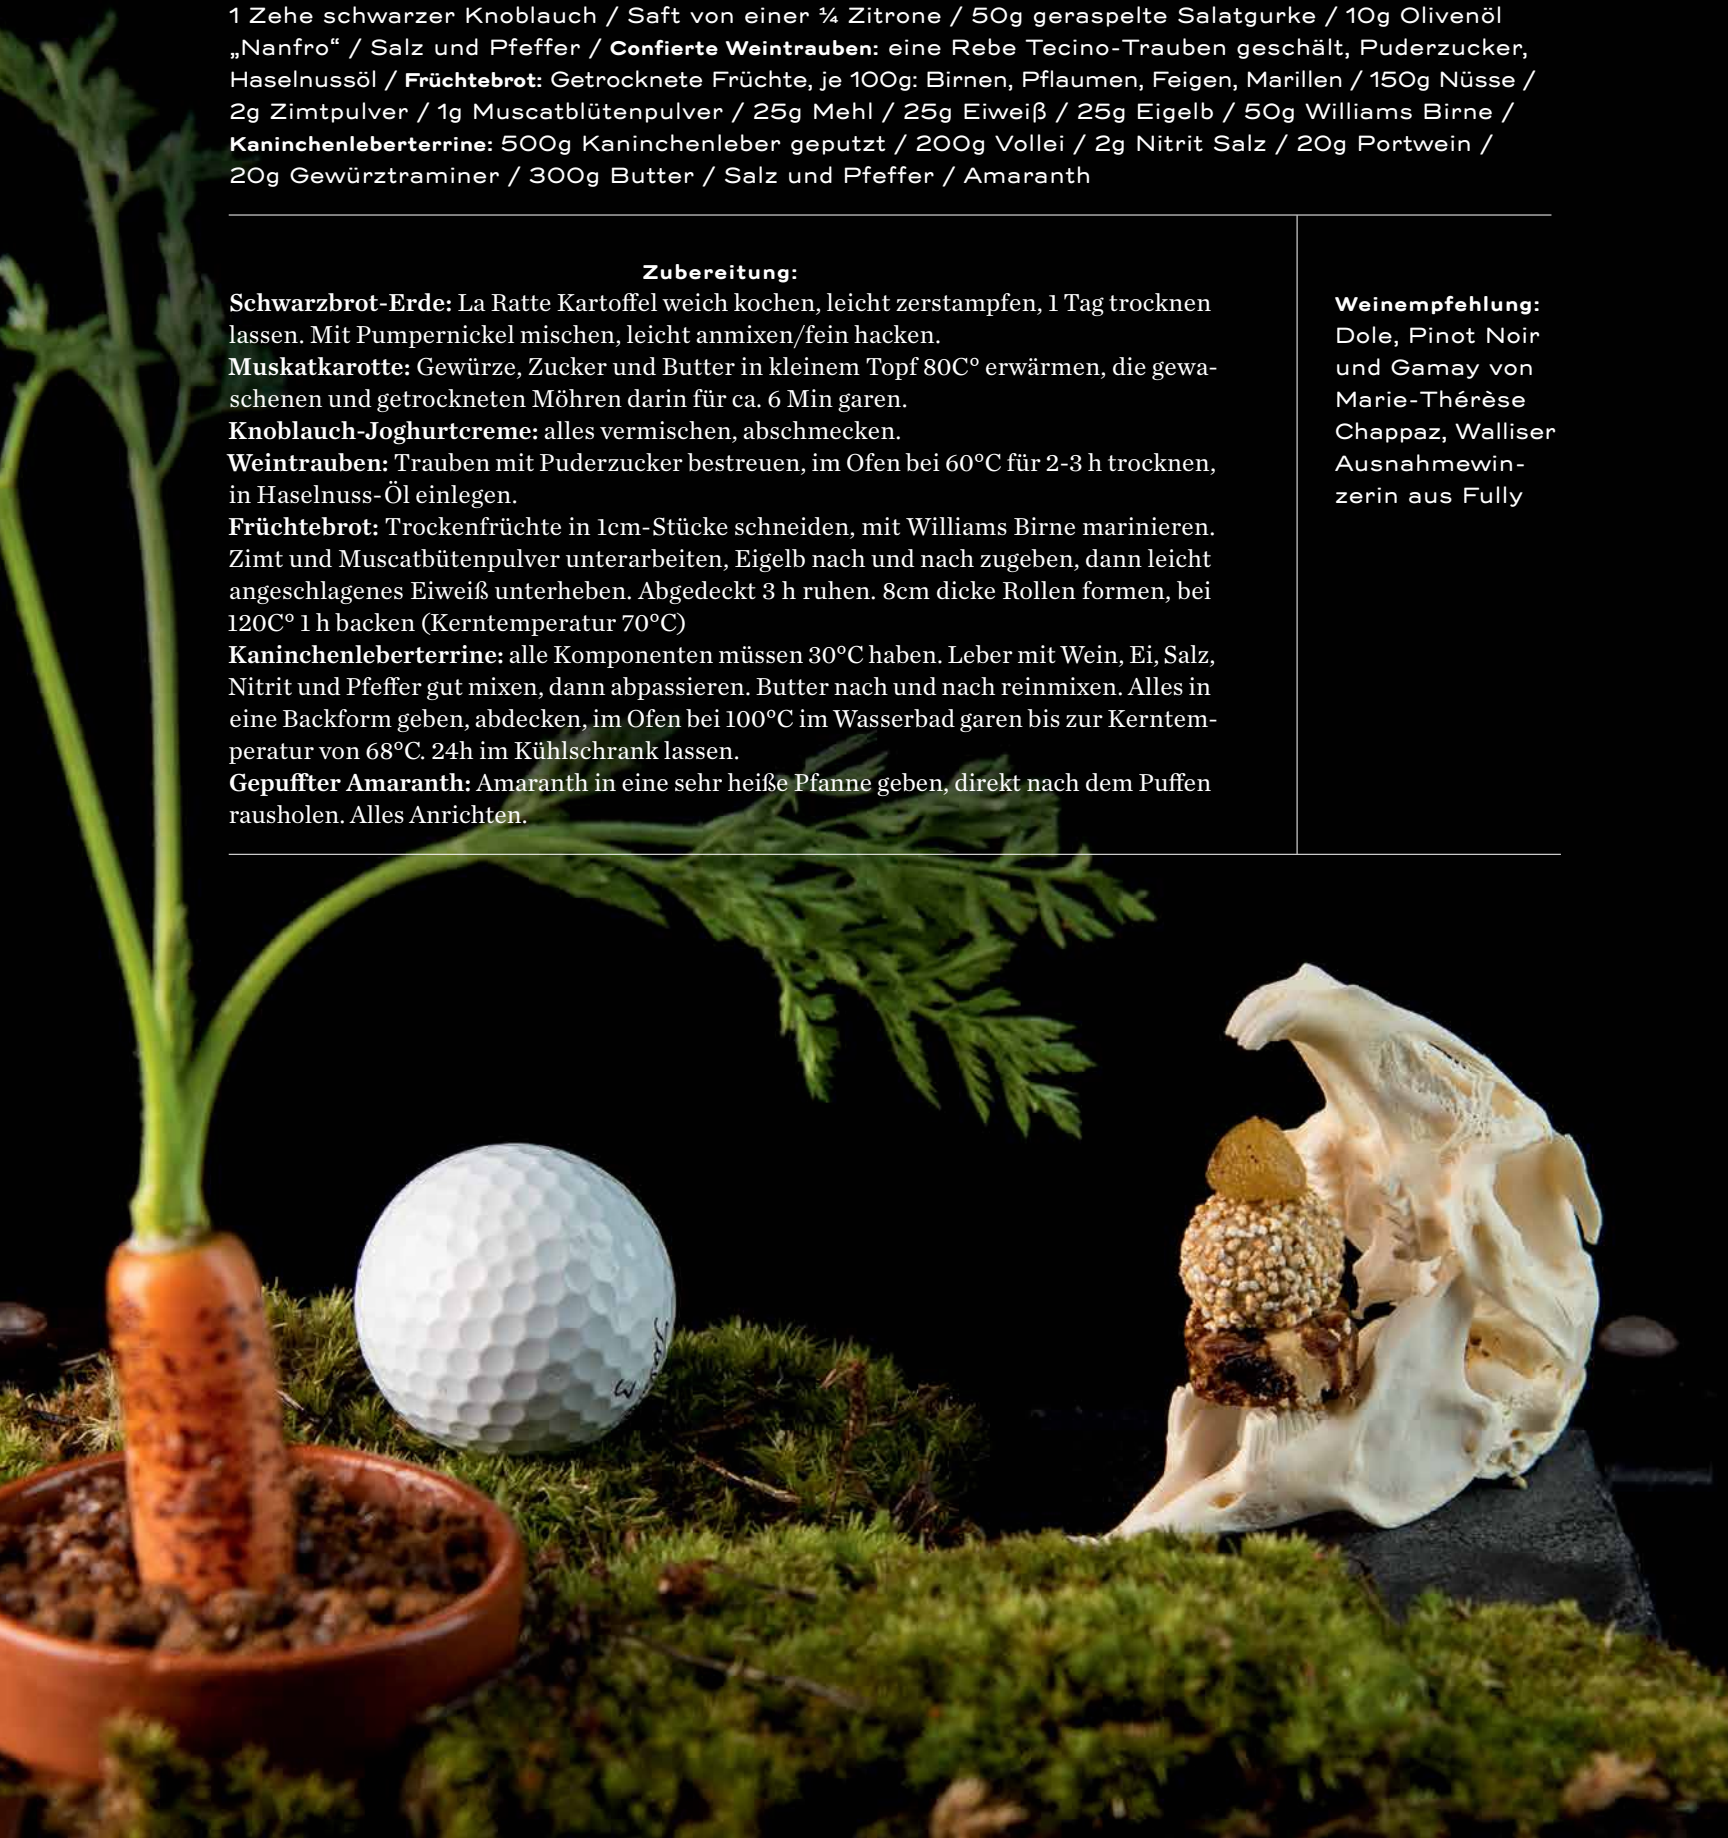 1 Zehe schwarzer Knoblauch / Saft von einer ¼ Zitrone / 50g geraspelte Salatgurke / 10g Olivenöl
„Nanfro“ / Salz und Pfeffer / Confierte Weintrauben: eine Rebe Tecino-Trauben geschält, Puderzucker,
Haselnussöl / Früchtebrot: Getrocknete Früchte, je 100g: Birnen, Pflaumen, Feigen, Marillen / 150g Nüsse /
2g Zimtpulver / 1g Muscatblütenpulver / 25g Mehl / 25g Eiweiß / 25g Eigelb / 50g Williams Birne /
Kaninchenleberterrine: 500g Kaninchenleber geputzt / 200g Vollei / 2g Nitrit Salz / 20g Portwein /
20g Gewürztraminer / 300g Butter / Salz und Pfeffer / Amaranth
Zubereitung:
Schwarzbrot-Erde: La Ratte Kartoffel weich kochen, leicht zerstampfen, 1 Tag trocknen
lassen. Mit Pumpernickel mischen, leicht anmixen/fein hacken.
Muskatkarotte: Gewürze, Zucker und Butter in kleinem Topf 80C° erwärmen, die gewa-
schenen und getrockneten Möhren darin für ca. 6 Min garen.
Knoblauch-Joghurtcreme: alles vermischen, abschmecken.
Weintrauben: Trauben mit Puderzucker bestreuen, im Ofen bei 60°C für 2-3 h trocknen,
in Haselnuss-Öl einlegen.
Früchtebrot: Trockenfrüchte in 1cm-Stücke schneiden, mit Williams Birne marinieren.
Zimt und Muscatbütenpulver unterarbeiten, Eigelb nach und nach zugeben, dann leicht
angeschlagenes Eiweiß unterheben. Abgedeckt 3 h ruhen. 8cm dicke Rollen formen, bei
120C° 1 h backen (Kerntemperatur 70°C)
Kaninchenleberterrine: alle Komponenten müssen 30°C haben. Leber mit Wein, Ei, Salz,
Nitrit und Pfeffer gut mixen, dann abpassieren. Butter nach und nach reinmixen. Alles in
eine Backform geben, abdecken, im Ofen bei 100°C im Wasserbad garen bis zur Kerntem-
peratur von 68°C. 24h im Kühlschrank lassen.
Gepuffter Amaranth: Amaranth in eine sehr heiße Pfanne geben, direkt nach dem Puffen
rausholen. Alles Anrichten.
Weinempfehlung:
Dole, Pinot Noir
und Gamay von
Marie-Thérèse
Chappaz, Walliser
Ausnahmewin-
zerin aus Fully